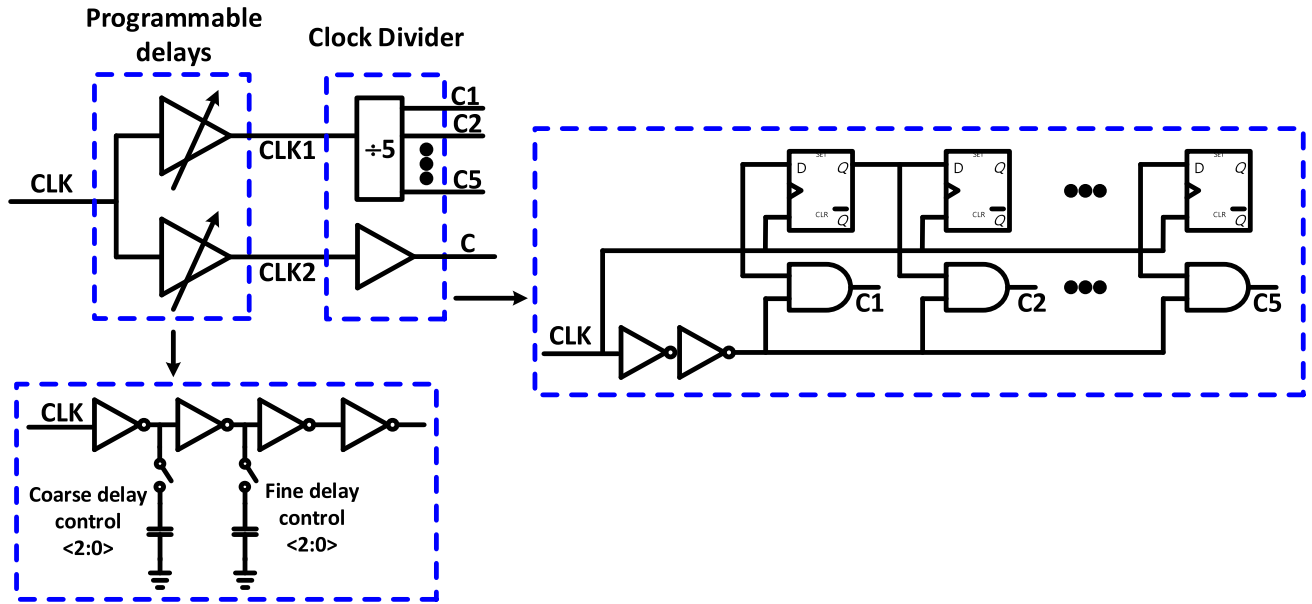 Programmable
delays
Clock Divider
CLK
CLK1
CLK2
÷5
C1
C2
C5
C
SET
D Q
CLR Q
SET
D Q
CLR Q
SET
D Q
CLR Q
C1
C2
C5
CLK
CLK
Coarse delay
control
<2:0>
Fine delay
control
<2:0>